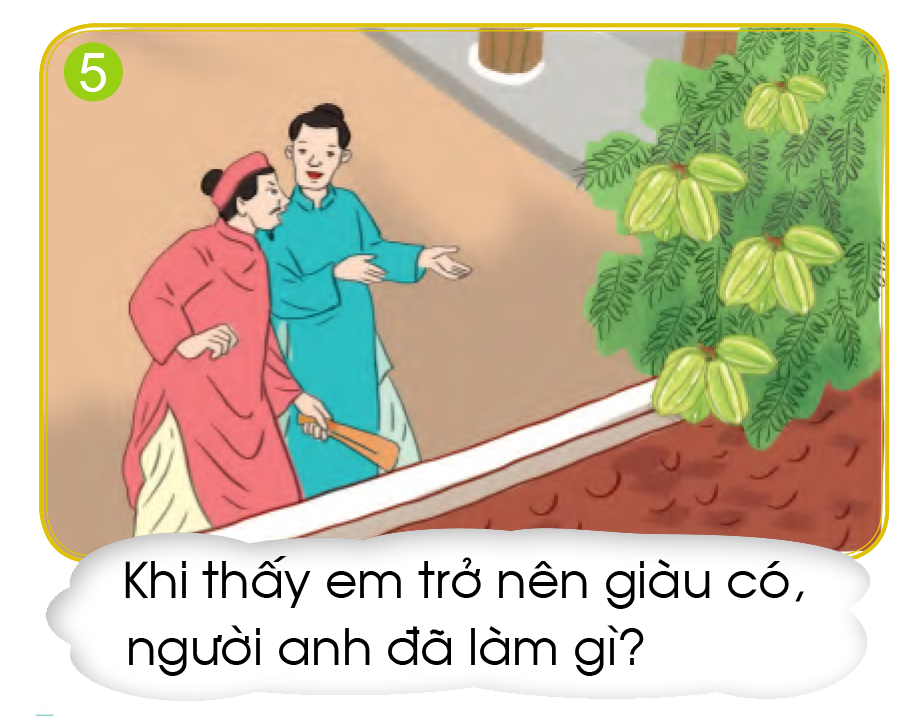 5
Khi thấy em trở nên giàu có,
người anh đã làm gì?